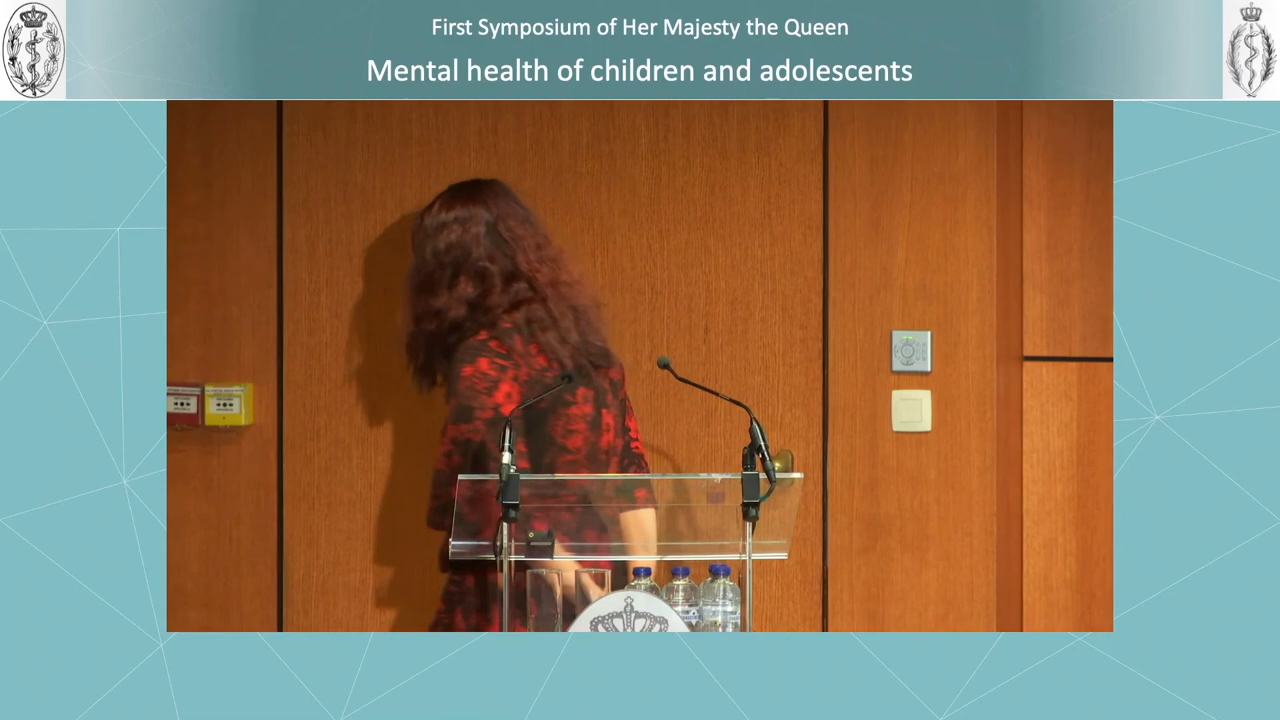 First Symposium of Her Majesty the Queen
Mental health of children and adolescents